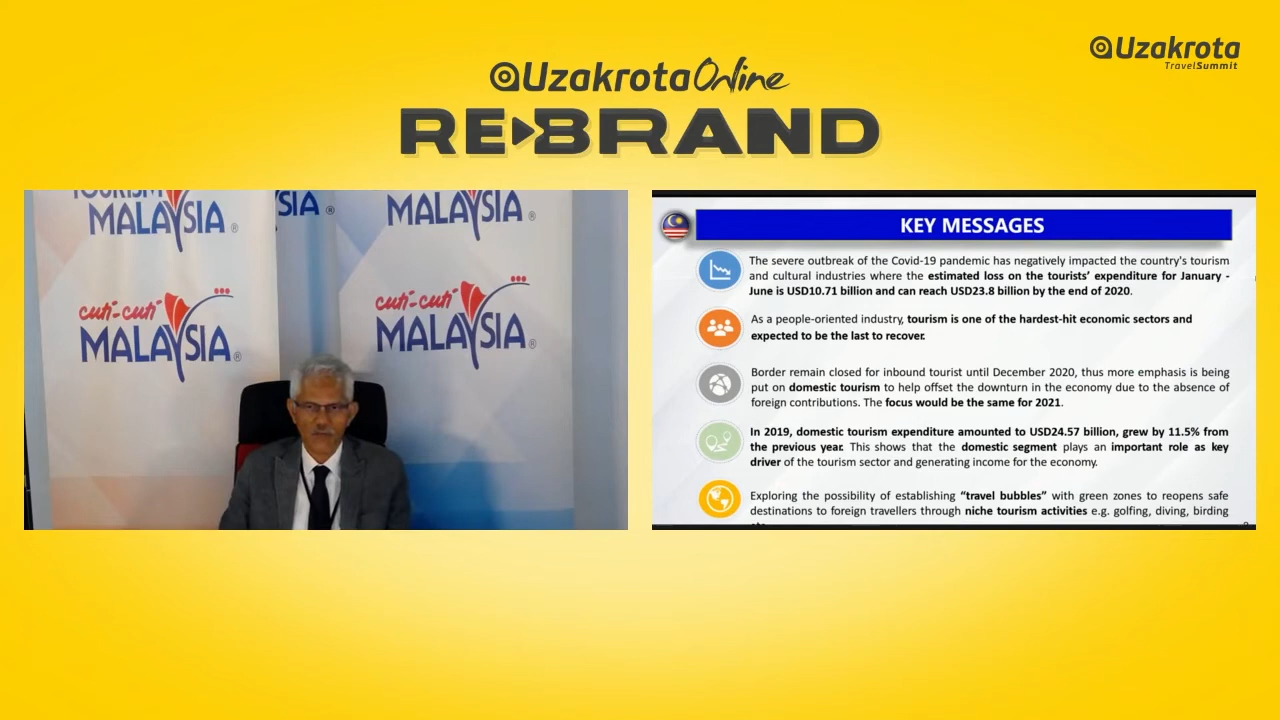 Uzakrota
TravelSummit
Uzakrota Online
RE BRAND
TOURISM
MALAYSIA ®
SIA ®
MALAYSIA ®
cuti-cuti
MALAYSIA ®
cuti-cuti
MALAYSIA ®
KEY MESSAGES
The severe outbreak of the Covid-19 pandemic has negatively impacted the country's tourism
and cultural industries where the estimated loss on the tourists' expenditure for January -
June is USD10.71 billion and can reach USD23.8 billion by the end of 2020.
As a people-oriented industry, tourism is one of the hardest-hit economic sectors and
expected to be the last to recover.
Border remain closed for inbound tourist until December 2020, thus more emphasis is being
put on domestic tourism to help offset the downturn in the economy due to the absence of
foreign contributions. The focus would be the same for 2021.
In 2019, domestic tourism expenditure amounted to USD24.57 billion, grew by 11.5% from
the previous year. This shows that the domestic segment plays an important role as key
driver of the tourism sector and generating income for the economy.
Exploring the possibility of establishing “travel bubbles” with green zones to reopens safe
destinations to foreign travellers through niche tourism activities e.g. golfing, diving, birding